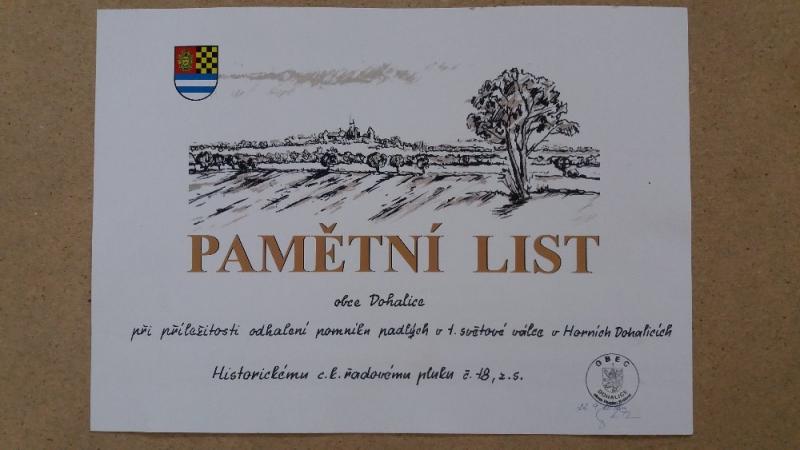 PAMĚTNÍ LIST
obce Dohalice
při příležitosti odhalení pomníku padlých v 1. světové válce v Horních Dohalicích
Historickému c.k. řadovému pluku č. 18, z.s.
OBEC
DOHALICE